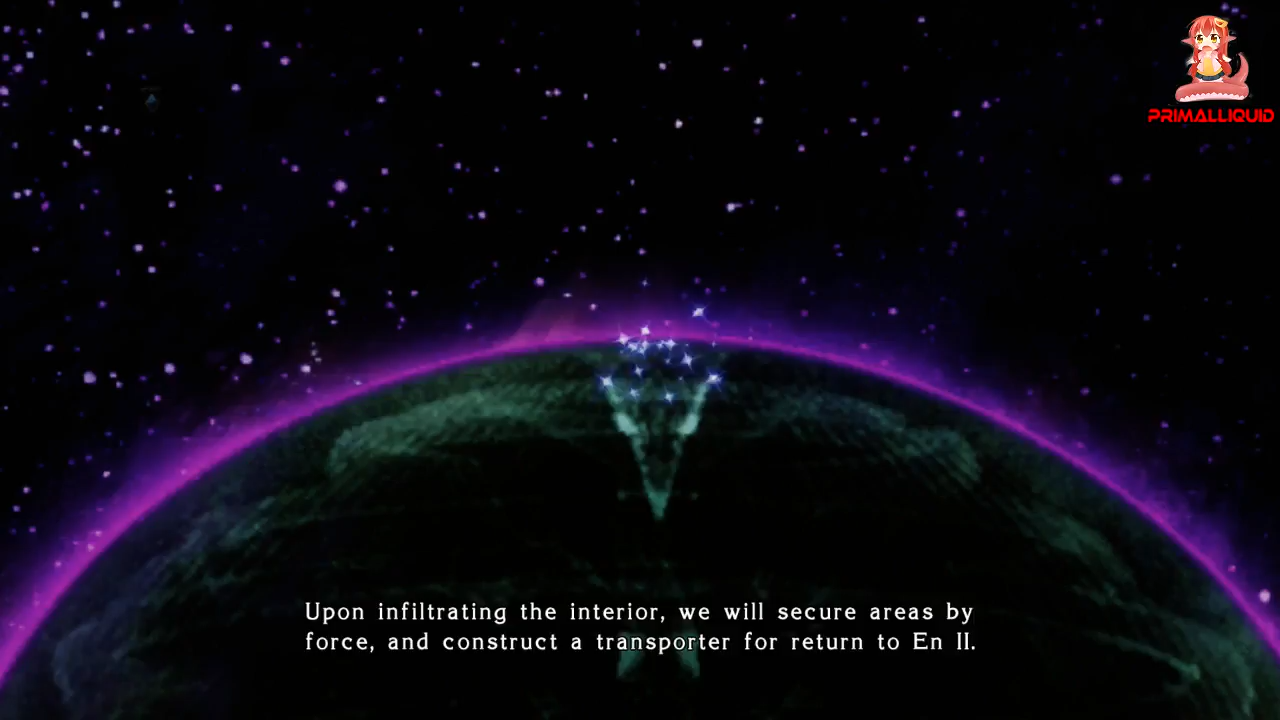 PRIMALLIQUID
Upon infiltrating the interior, we will secure areas by
force, and construct a transporter for return to En II.